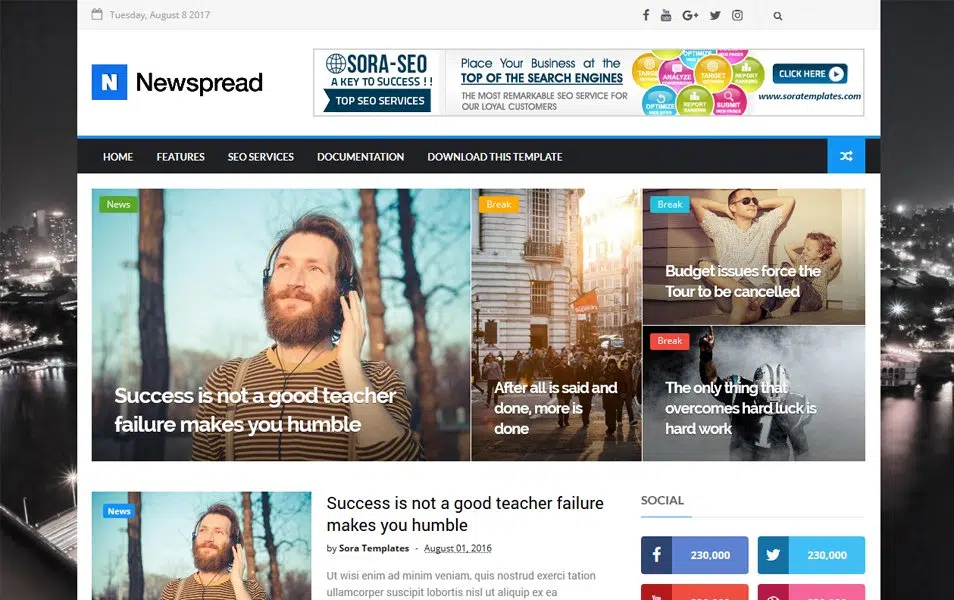 Tuesday, August 8 2017
N Newspread
SORA-SEO
A KEY TO SUCCESS !!
TOP SEO SERVICES
Place Your Business at the
TOP OF THE SEARCH ENGINES
THE MOST REMARKABLE SEO SERVICE FOR
OUR LOYAL CUSTOMERS
TARGET
OPTIMIZE
ANALYZE
TARGET
REPORT
OPTIMIZE
REPORT
SUBMIT
CLICK HERE
www.soratemplates.com
HOME FEATURES SEO SERVICES DOCUMENTATION DOWNLOAD THIS TEMPLATE
News
Success is not a good teacher
failure makes you humble
Break
After all is said and
done, more is
done
Break
Budget issues force the
Tour to be cancelled
Break
The only thing that
overcomes hard luck is
hard work
1
News
Success is not a good teacher failure
makes you humble
by Sora Templates - August 01, 2016
Ut wisi enim ad minim veniam, quis nostrud exerci tation
ullamcorper suscipit lobortis nisl ut aliquip ex ea
SOCIAL
230,000 230,000
230,000 230,000